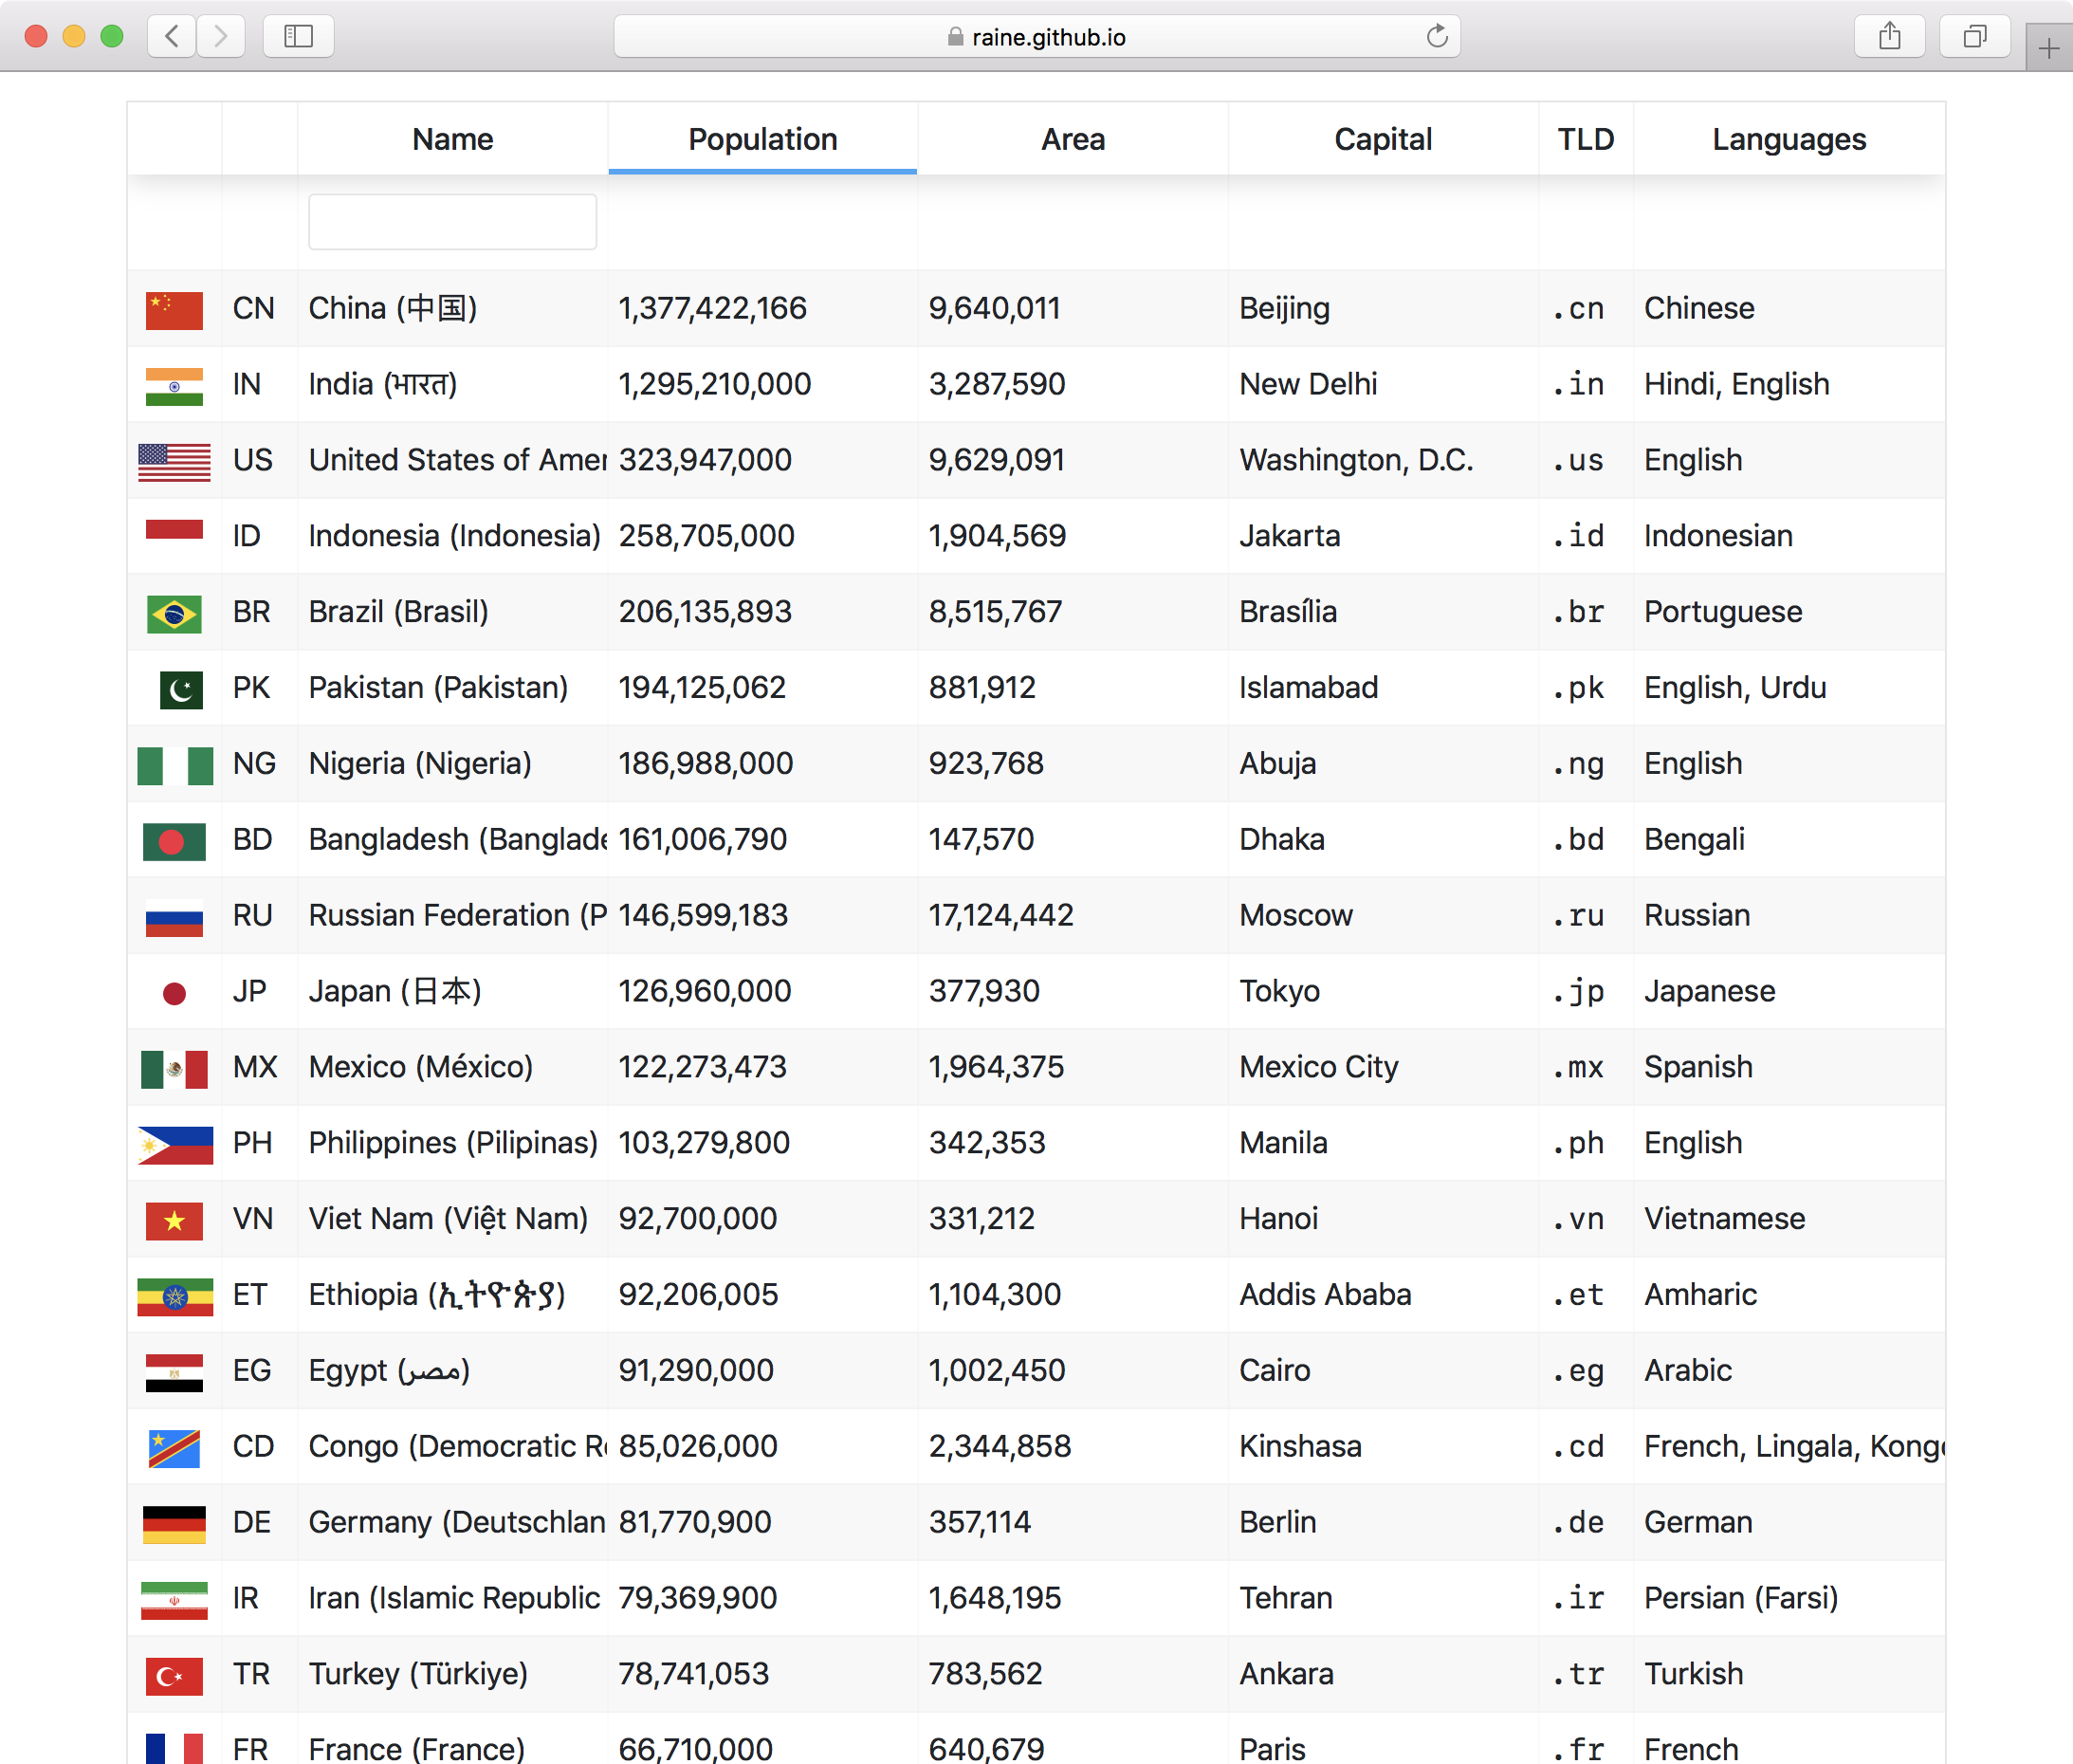 raine.github.io
Name Population Area Capital TLD Languages
CN China (中国) 1,377,422,166 9,640,011 Beijing .cn Chinese
IN India (भारत) 1,295,210,000 3,287,590 New Delhi .in Hindi, English
US United States of Amer 323,947,000 9,629,091 Washington, D.C. .us English
ID Indonesia (Indonesia) 258,705,000 1,904,569 Jakarta .id Indonesian
BR Brazil (Brasil) 206,135,893 8,515,767 Brasília .br Portuguese
PK Pakistan (Pakistan) 194,125,062 881,912 Islamabad .pk English, Urdu
NG Nigeria (Nigeria) 186,988,000 923,768 Abuja .ng English
BD Bangladesh (Banglade 161,006,790 147,570 Dhaka .bd Bengali
RU Russian Federation (Р 146,599,183 17,124,442 Moscow .ru Russian
JP Japan (日本) 126,960,000 377,930 Tokyo .jp Japanese
MX Mexico (México) 122,273,473 1,964,375 Mexico City .mx Spanish
PH Philippines (Pilipinas) 103,279,800 342,353 Manila .ph English
VN Viet Nam (Việt Nam) 92,700,000 331,212 Hanoi .vn Vietnamese
ET Ethiopia (ኢትዮጵያ) 92,206,005 1,104,300 Addis Ababa .et Amharic
EG Egypt (مصر) 91,290,000 1,002,450 Cairo .eg Arabic
CD Congo (Democratic Re 85,026,000 2,344,858 Kinshasa .cd French, Lingala, Kongo
DE Germany (Deutschlan 81,770,900 357,114 Berlin .de German
IR Iran (Islamic Republic 79,369,900 1,648,195 Tehran .ir Persian (Farsi)
TR Turkey (Türkiye) 78,741,053 783,562 Ankara .tr Turkish
FR France (France) 66,710,000 640,679 Paris .fr French